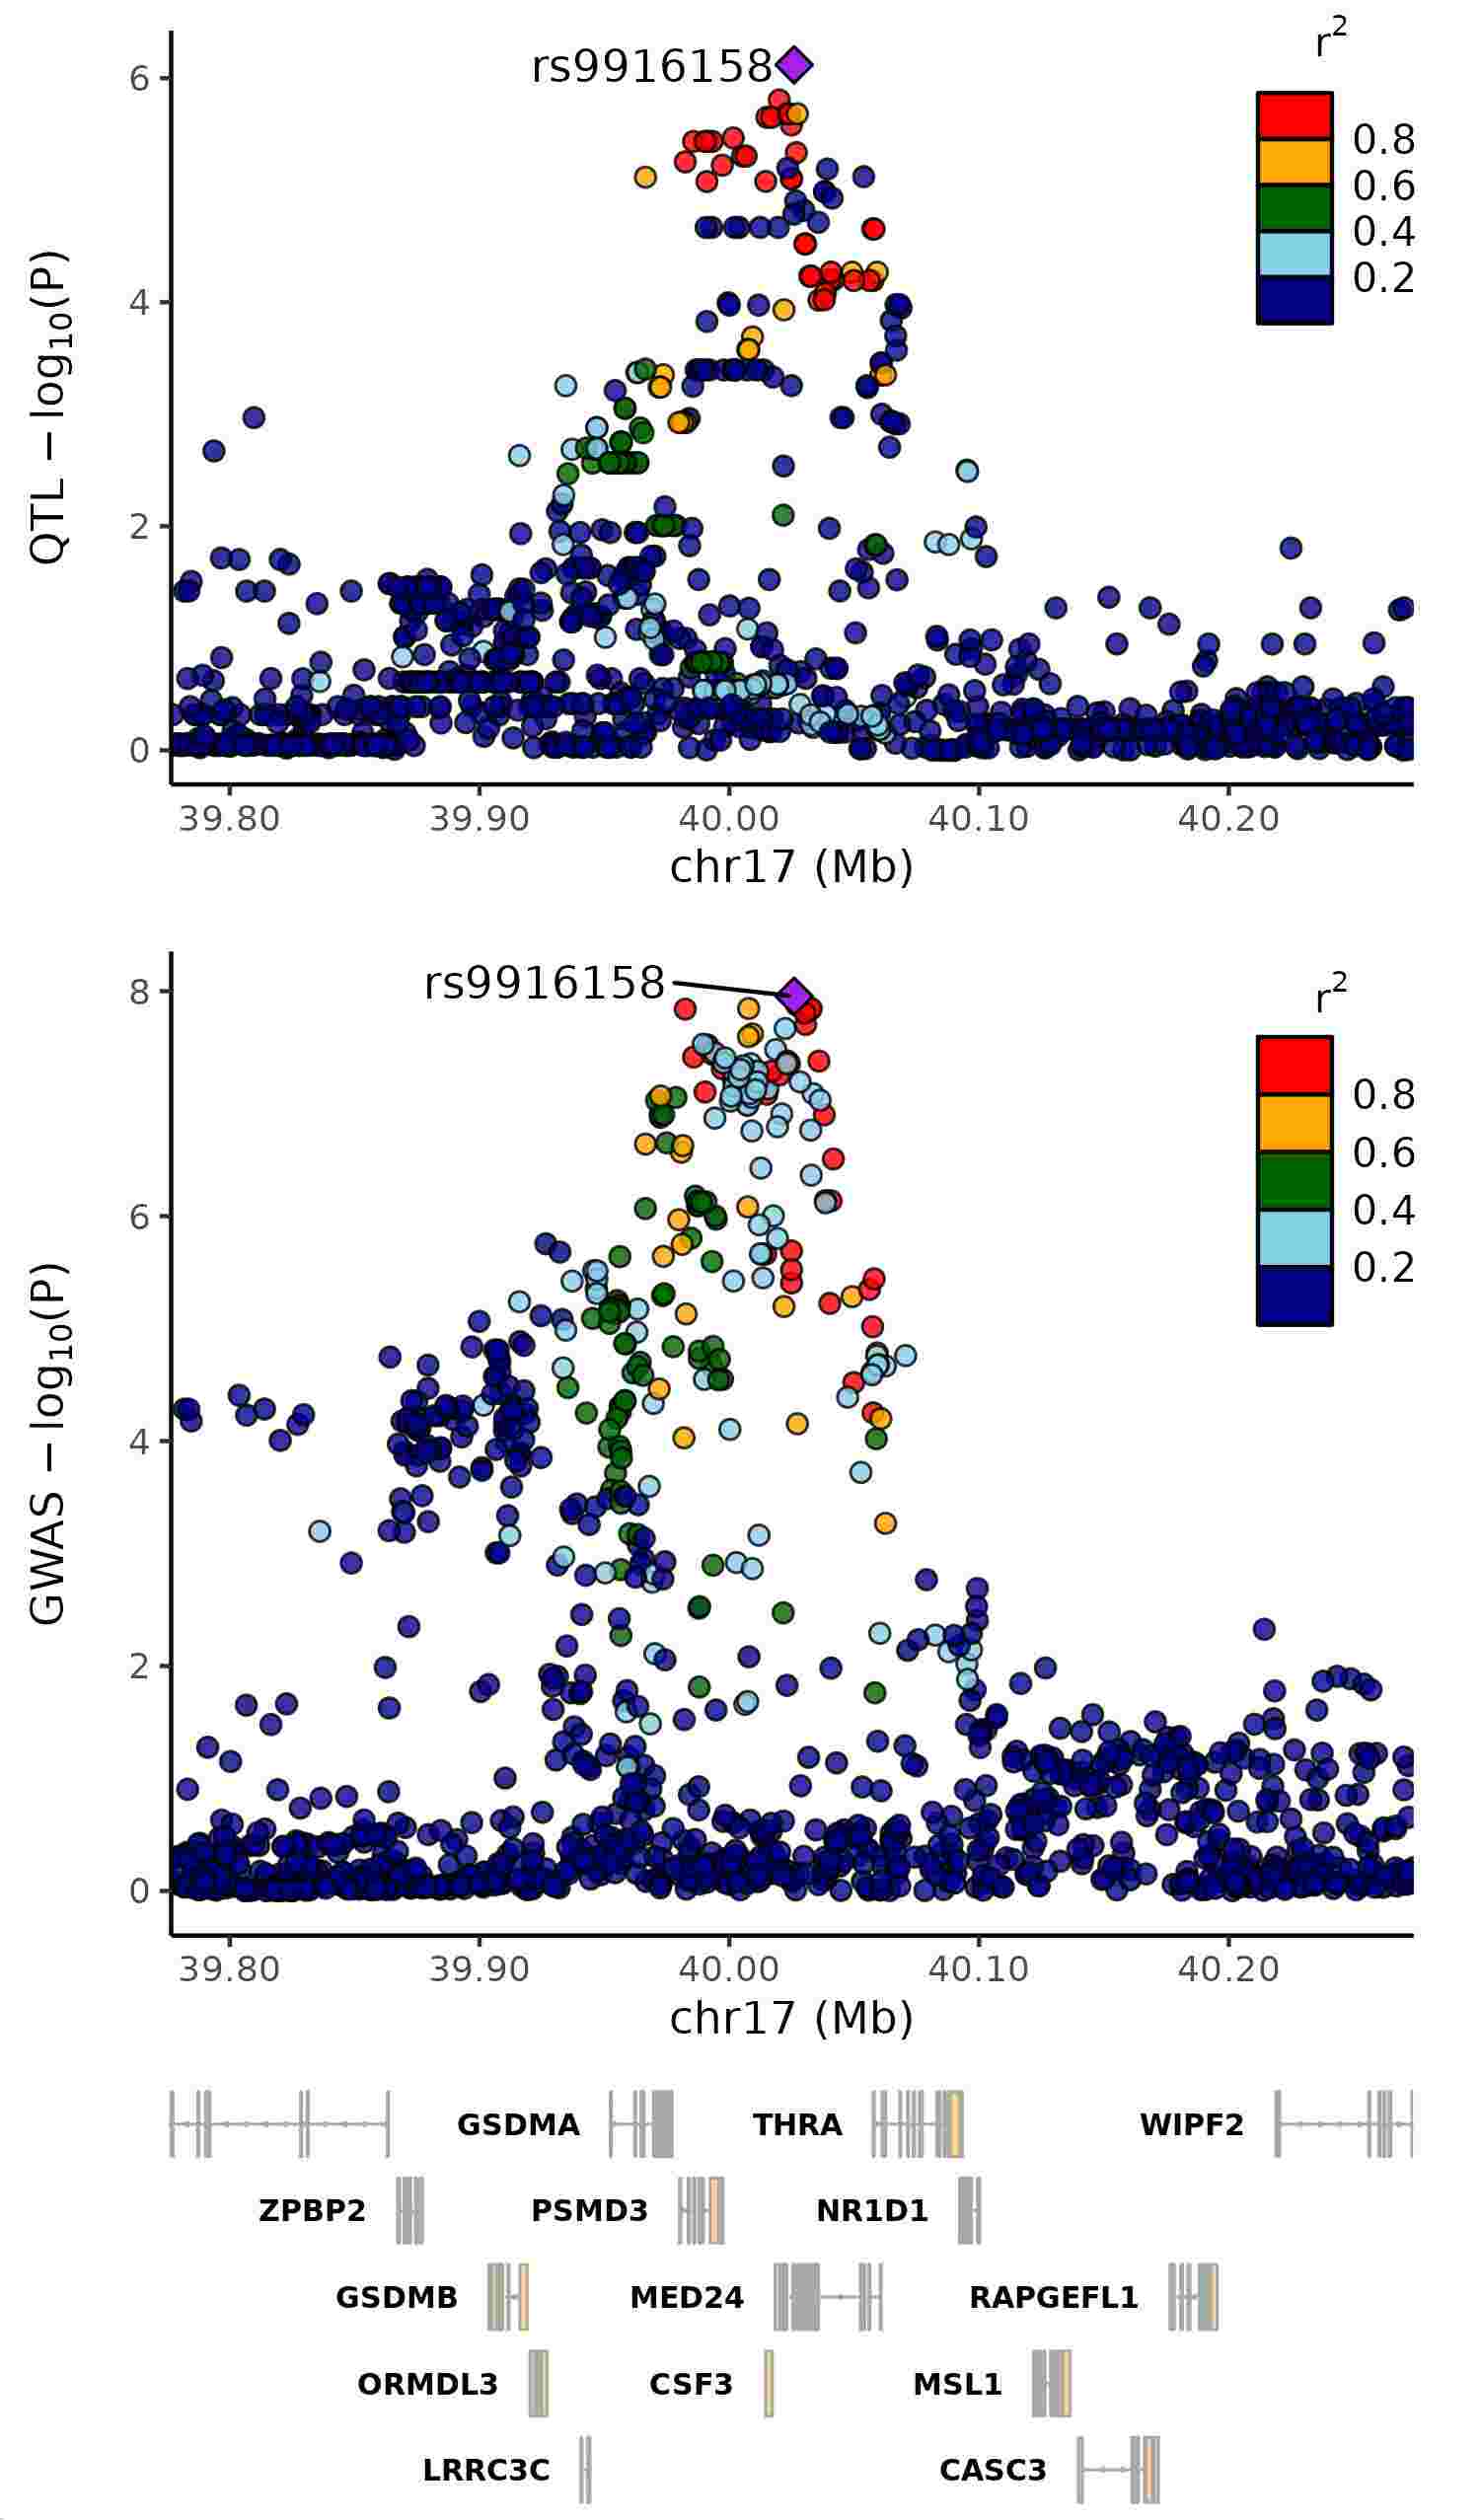 r²
rs9916158
6
4
2
0
QTL −log₁₀(P)
0.8
0.6
0.4
0.2
39.80 39.90 40.00 40.10 40.20
chr17 (Mb)
r²
rs9916158
8
6
4
2
0
GWAS −log₁₀(P)
0.8
0.6
0.4
0.2
39.80 39.90 40.00 40.10 40.20
chr17 (Mb)
GSDMA THRA WIPF2
ZPBP2 PSMD3 NR1D1
GSDMB MED24 RAPGEFL1
ORMDL3 CSF3 MSL1
LRRC3C CASC3